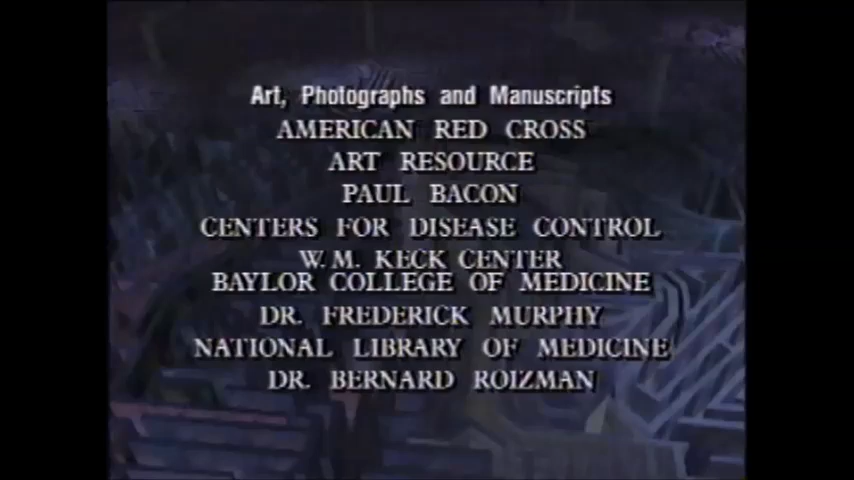 Art, Photographs and Manuscripts
AMERICAN RED CROSS
ART RESOURCE
PAUL BACON
CENTERS FOR DISEASE CONTROL
W.M. KECK CENTER
BAYLOR COLLEGE OF MEDICINE
DR. FREDERICK MURPHY
NATIONAL LIBRARY OF MEDICINE
DR. BERNARD ROIZMAN